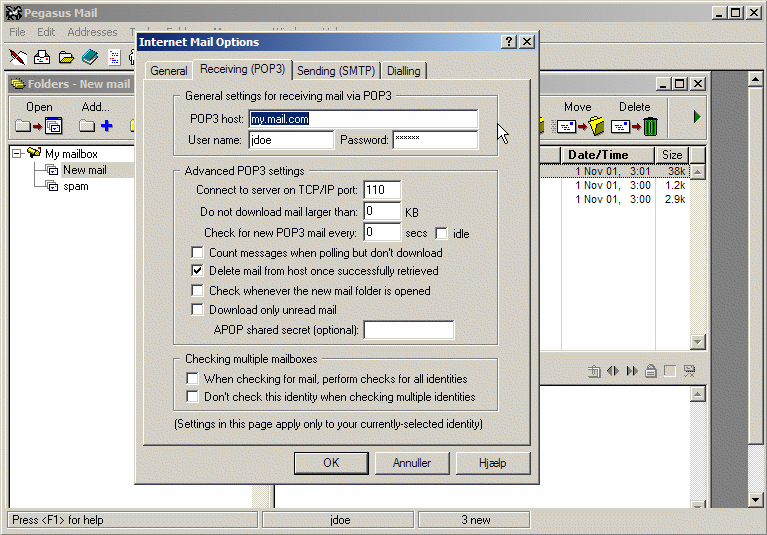 Pegasus Mail
File Edit Addresses
Internet Mail Options
General Receiving (POP3) Sending (SMTP) Dialling
Folders - New mail
Open Add... Move Delete
General settings for receiving mail via POP3
POP3 host: my.mail.com
User name: jdoe Password: ******
My mailbox
New mail
spam
Date/Time Size
1 Nov 01, 3:01 38k
1 Nov 01, 3:00 1.2k
1 Nov 01, 3:00 2.9k
Advanced POP3 settings
Connect to server on TCP/IP port: 110
Do not download mail larger than: 0 KB
Check for new POP3 mail every: 0 secs idle
Count messages when polling but don't download
Delete mail from host once successfully retrieved
Check whenever the new mail folder is opened
Download only unread mail
APOP shared secret (optional):
Checking multiple mailboxes
When checking for mail, perform checks for all identities
Don't check this identity when checking multiple identities
(Settings in this page apply only to your currently-selected identity)
OK Annuller Hjælp
Press <F1> for help jdoe 3 new